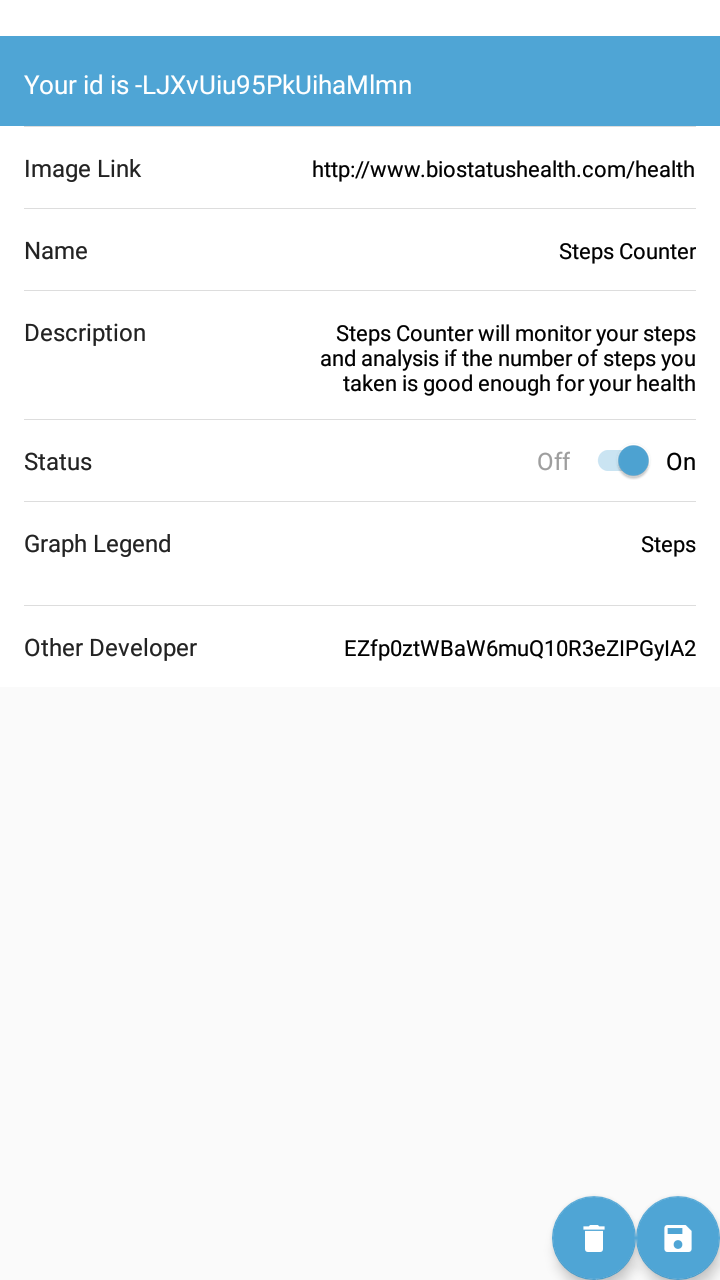 Your id is -LJXvUiu95PkUihaMlmn
Image Link http://www.biostatushealth.com/health
Name Steps Counter
Description Steps Counter will monitor your steps
and analysis if the number of steps you
taken is good enough for your health
Status Off On
Graph Legend Steps
Other Developer EZfp0ztWBaW6muQ10R3eZIPGyIA2